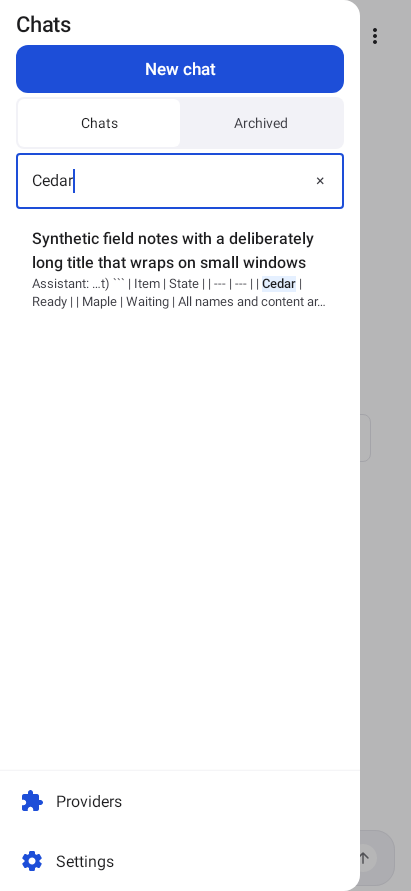 Chats
New chat
Chats
Archived
Cedar
×
Synthetic field notes with a deliberately
long title that wraps on small windows
Assistant: ...t) ``` | Item | State | | --- | --- | | Cedar |
Ready | | Maple | Waiting | All names and content ar...
Providers
Settings